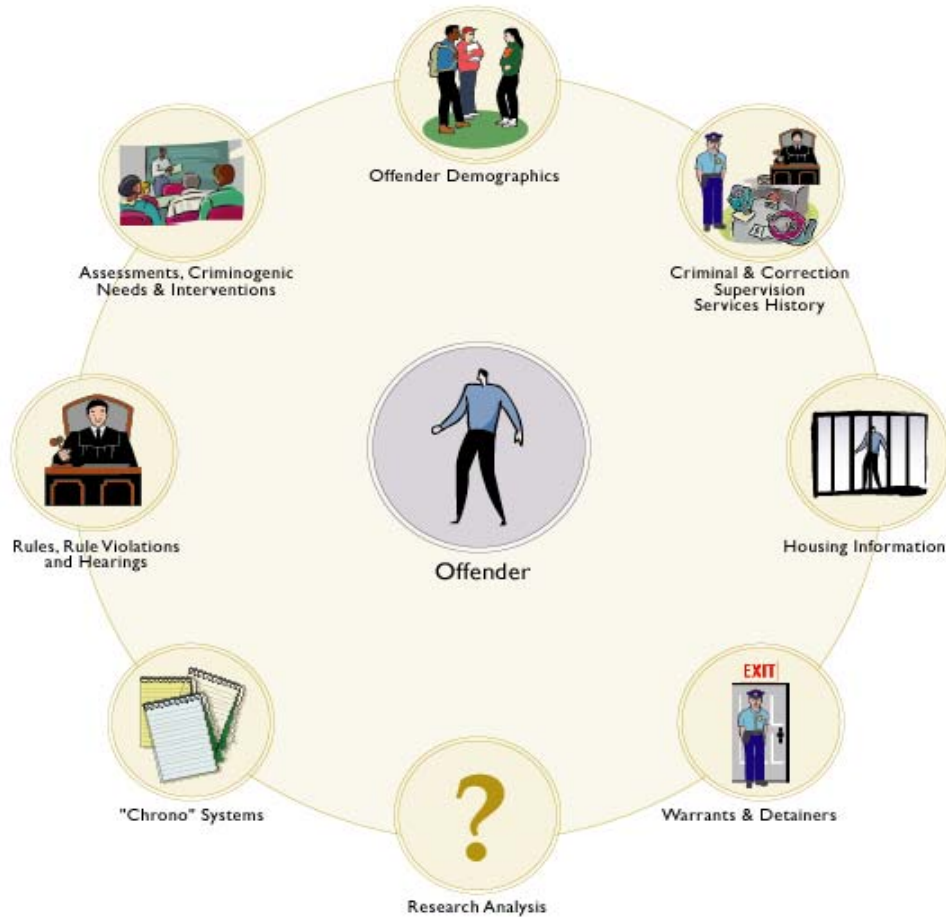 Offender Demographics
Assessments, Criminogenic
Needs & Interventions
Criminal & Correction
Supervision
Services History
Rules, Rule Violations
and Hearings
Offender
Housing Information
"Chrono" Systems
EXIT
Warrants & Detainers
?
Research Analysis